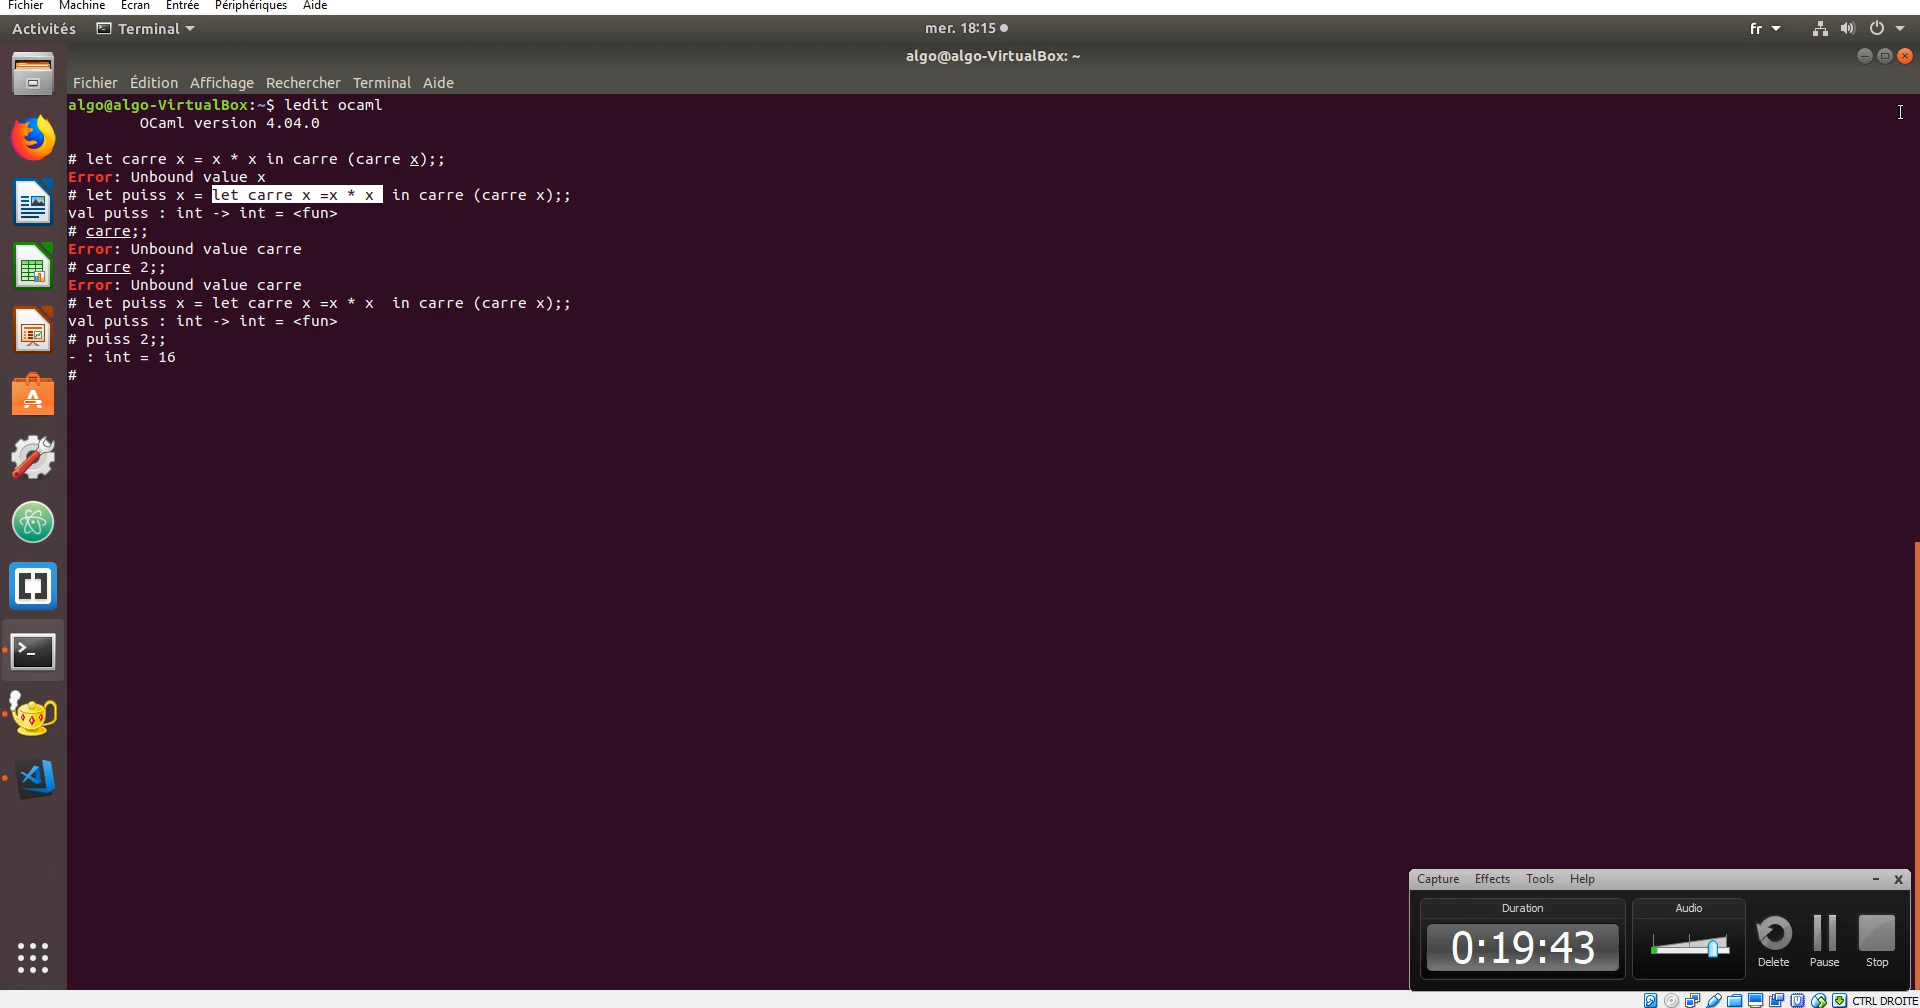 Fichier Machine Écran Entrée Périphériques Aide
Activités Terminal mer. 18:15 fr
algo@algo-VirtualBox: ~
Fichier Édition Affichage Rechercher Terminal Aide
algo@algo-VirtualBox:~$ ledit ocaml
OCaml version 4.04.0
# let carre x = x * x in carre (carre x);;
Error: Unbound value x
# let puiss x = let carre x =x * x  in carre (carre x);;
val puiss : int -> int = <fun>
# carre;;
Error: Unbound value carre
# carre 2;;
Error: Unbound value carre
# let puiss x = let carre x =x * x  in carre (carre x);;
val puiss : int -> int = <fun>
# puiss 2;;
- : int = 16
#
Capture Effects Tools Help
Duration Audio
0:19:43
Delete Pause Stop
CTRL DROITE